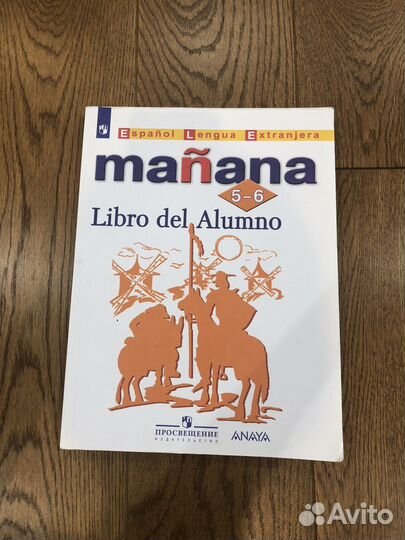 Español Lengua Extranjera
mañana
5-6
Libro del Alumno
ПРОСВЕЩЕНИЕ
ИЗДАТЕЛЬСТВО
ANAYA
Avito